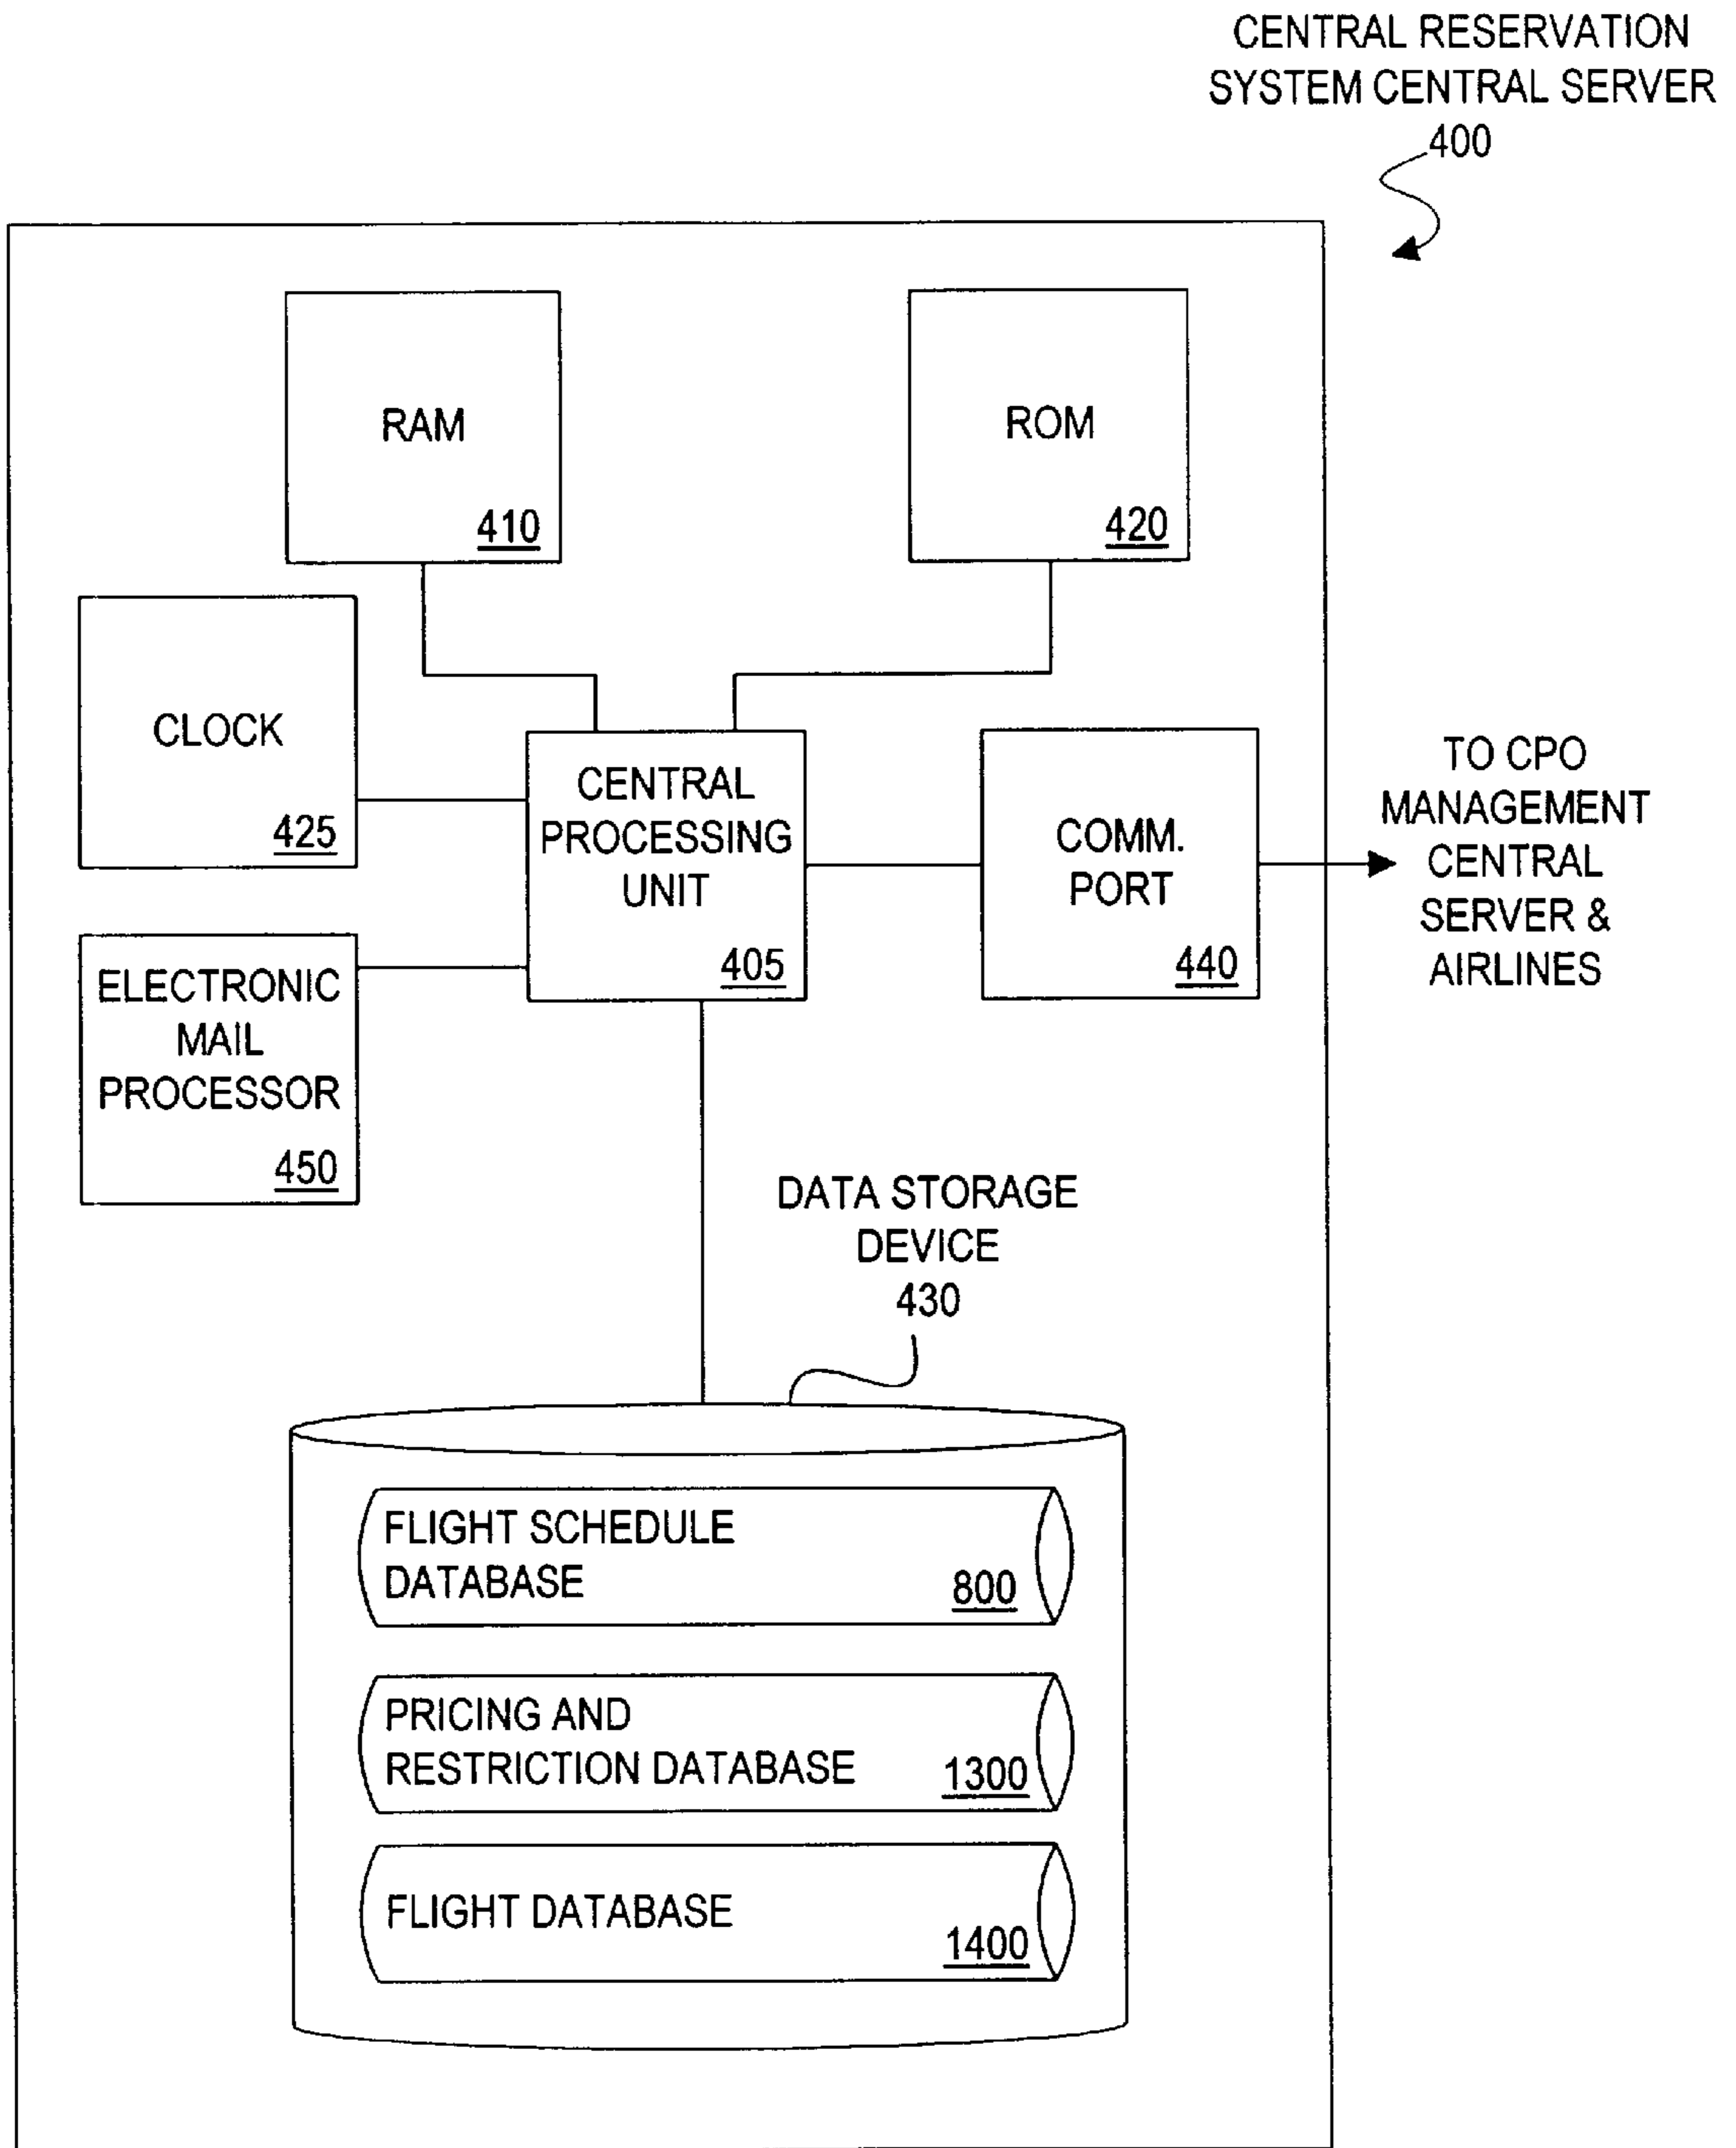 CENTRAL RESERVATION
SYSTEM CENTRAL SERVER
400
RAM
410
ROM
420
CLOCK
425
CENTRAL
PROCESSING
UNIT
405
COMM.
PORT
440
TO CPO
MANAGEMENT
CENTRAL
SERVER &
AIRLINES
ELECTRONIC
MAIL
PROCESSOR
450
DATA STORAGE
DEVICE
430
FLIGHT SCHEDULE
DATABASE
800
PRICING AND
RESTRICTION DATABASE
1300
FLIGHT DATABASE
1400